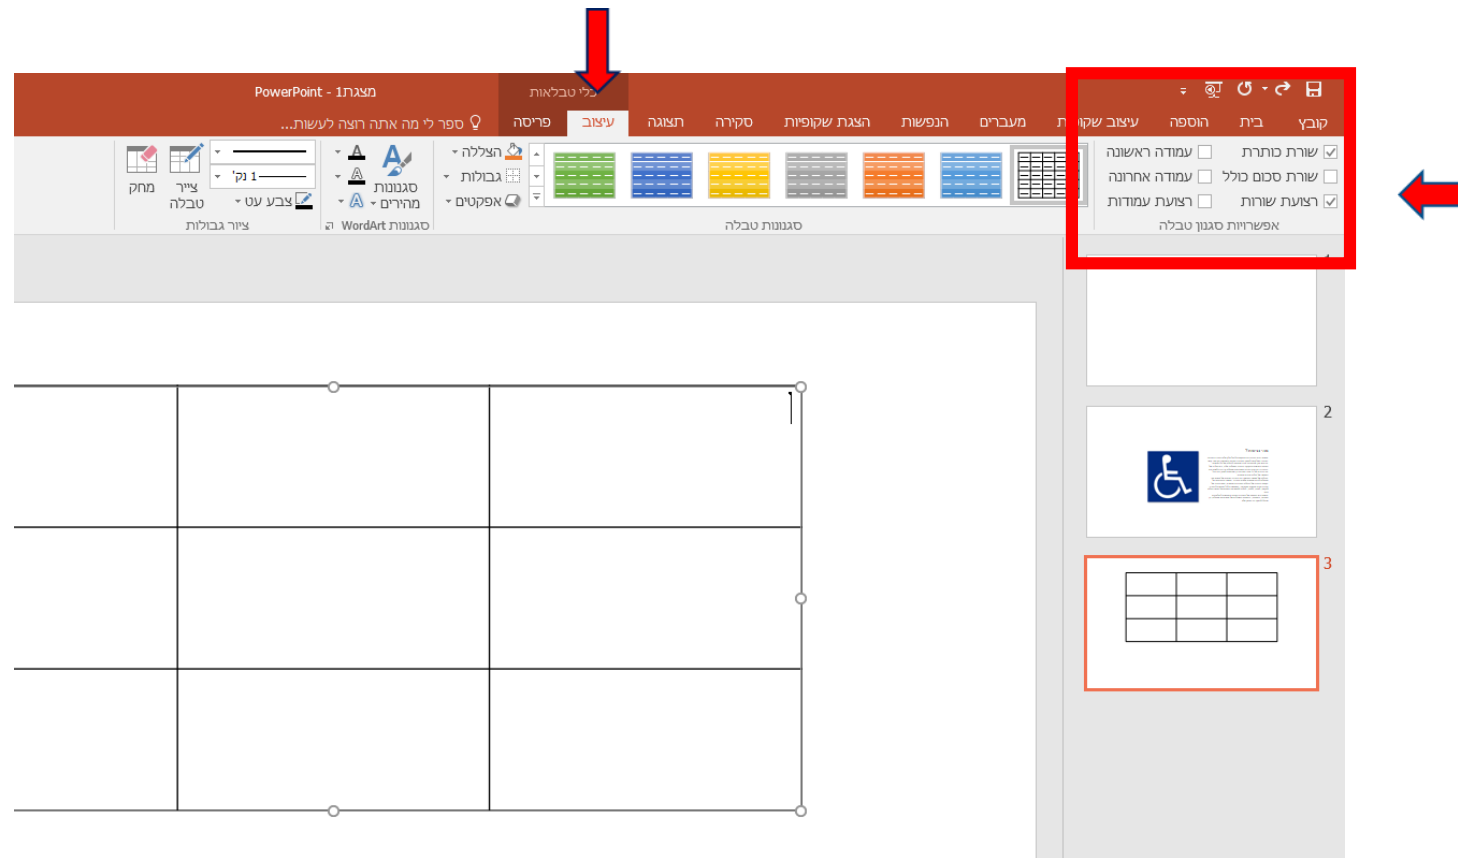 כלי טבלאות
מצגת1 - PowerPoint
קובץ
בית
הוספה
עיצוב
מעברים
הנפשות
הצגת שקופיות
סקירה
תצוגה
עיצוב
פריסה
ספר לי מה אתה רוצה לעשות...
שורת כותרת
עמודה ראשונה
שורת סכום כולל
עמודה אחרונה
רצועת שורות
רצועת עמודות
אפשרויות סגנון טבלה
סגנונות טבלה
הצללה
גבולות
אפקטים
סגנונות
מהירים
סגנונות WordArt
1 נק'
צבע עט
צייר
טבלה
מחק
ציור גבולות
2
3